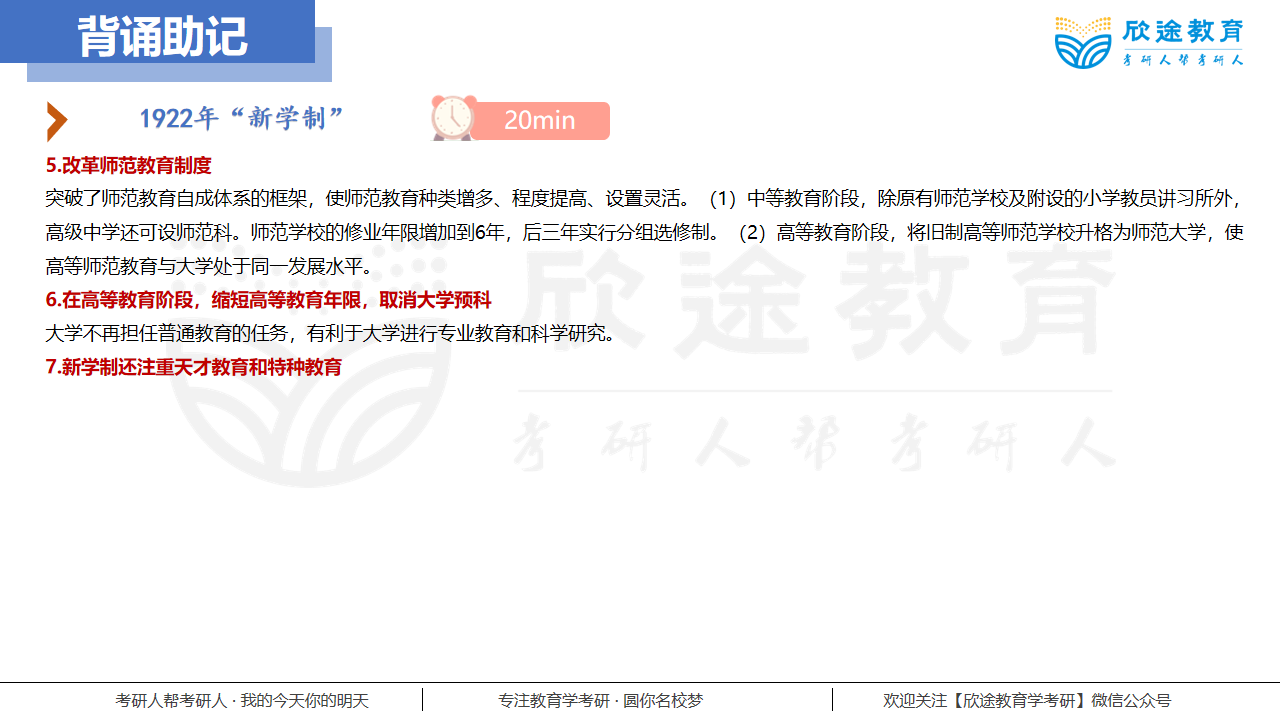 背诵助记
欣途教育
考研人帮考研人
1922年“新学制”
20min
5.改革师范教育制度
突破了师范教育自成体系的框架，使师范教育种类增多、程度提高、设置灵活。（1）中等教育阶段，除原有师范学校及附设的小学教员讲习所外，
高级中学还可设师范科。师范学校的修业年限增加到6年，后三年实行分组选修制。（2）高等教育阶段，将旧制高等师范学校升格为师范大学，使
高等师范教育与大学处于同一发展水平。
6.在高等教育阶段，缩短高等教育年限，取消大学预科
大学不再担任普通教育的任务，有利于大学进行专业教育和科学研究。
7.新学制还注重天才教育和特种教育
欣途教育
考研人帮考研人
考研人帮考研人 · 我的今天你的明天
专注教育学考研 · 圆你名校梦
欢迎关注【欣途教育学考研】微信公众号